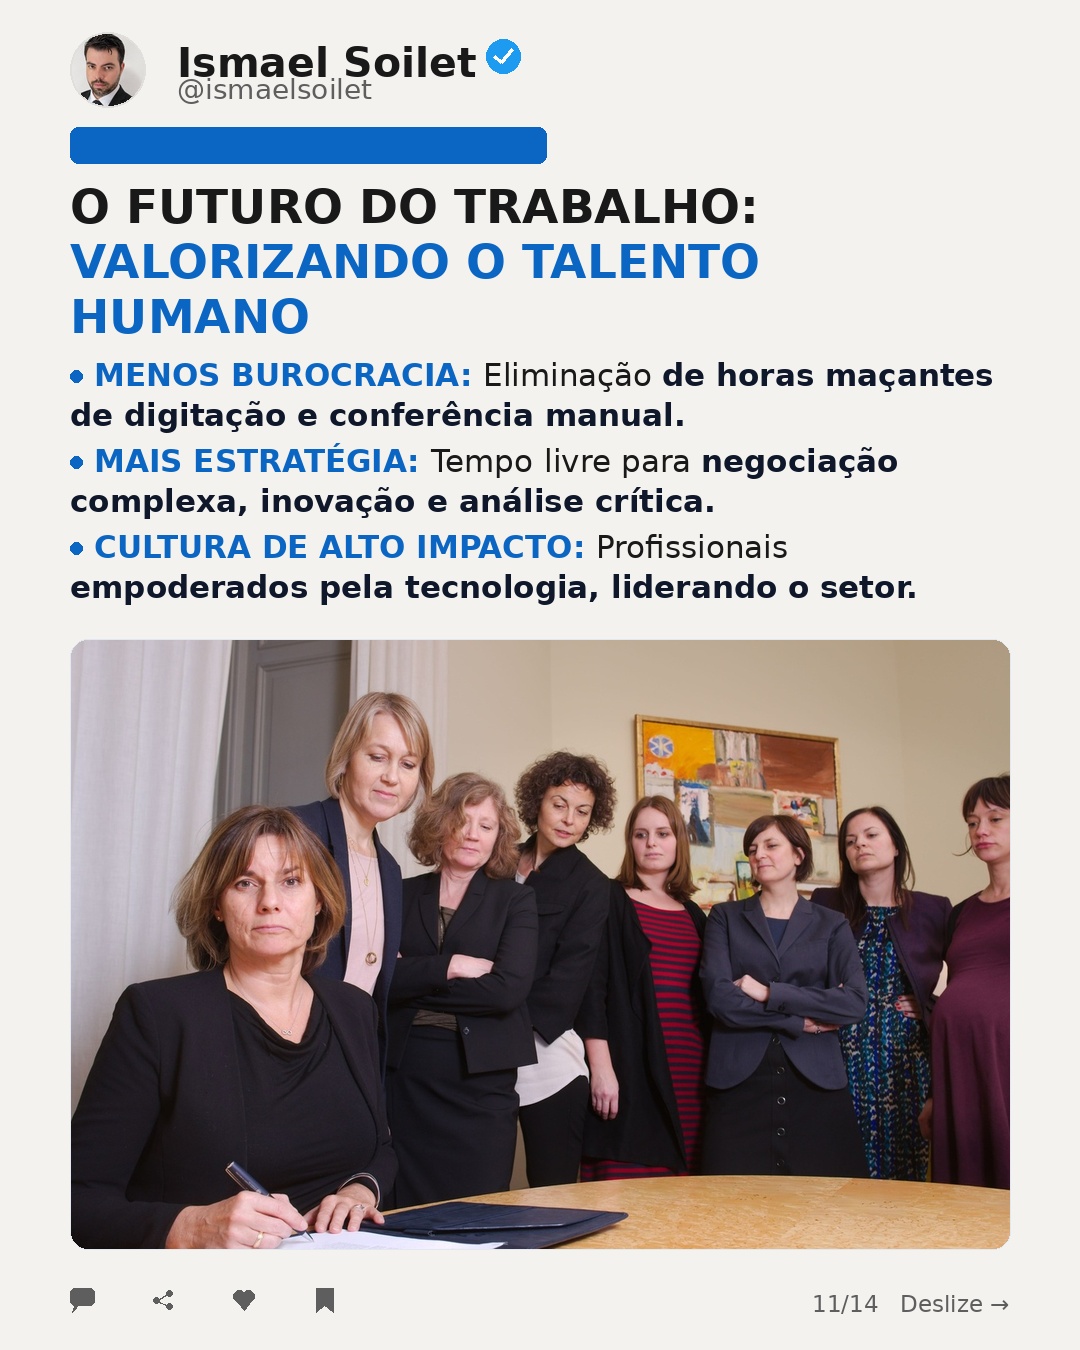 Ismael Soilet
@ismaelsoilet
O FUTURO DO TRABALHO:
VALORIZANDO O TALENTO
HUMANO
• MENOS BUROCRACIA: Eliminação de horas maçantes
de digitação e conferência manual.
• MAIS ESTRATÉGIA: Tempo livre para negociação
complexa, inovação e análise crítica.
• CULTURA DE ALTO IMPACTO: Profissionais
empoderados pela tecnologia, liderando o setor.
11/14 Deslize →